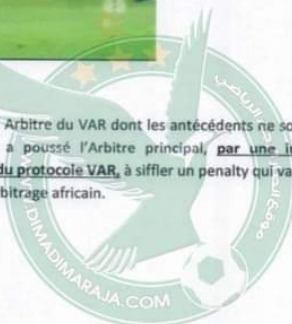 Arbitre du VAR dont les antécédents ne so
a poussé l'Arbitre principal, par une i
du protocole VAR, à siffler un penalty qui va
bitrage africain.
DIMADIMARAJA.COM